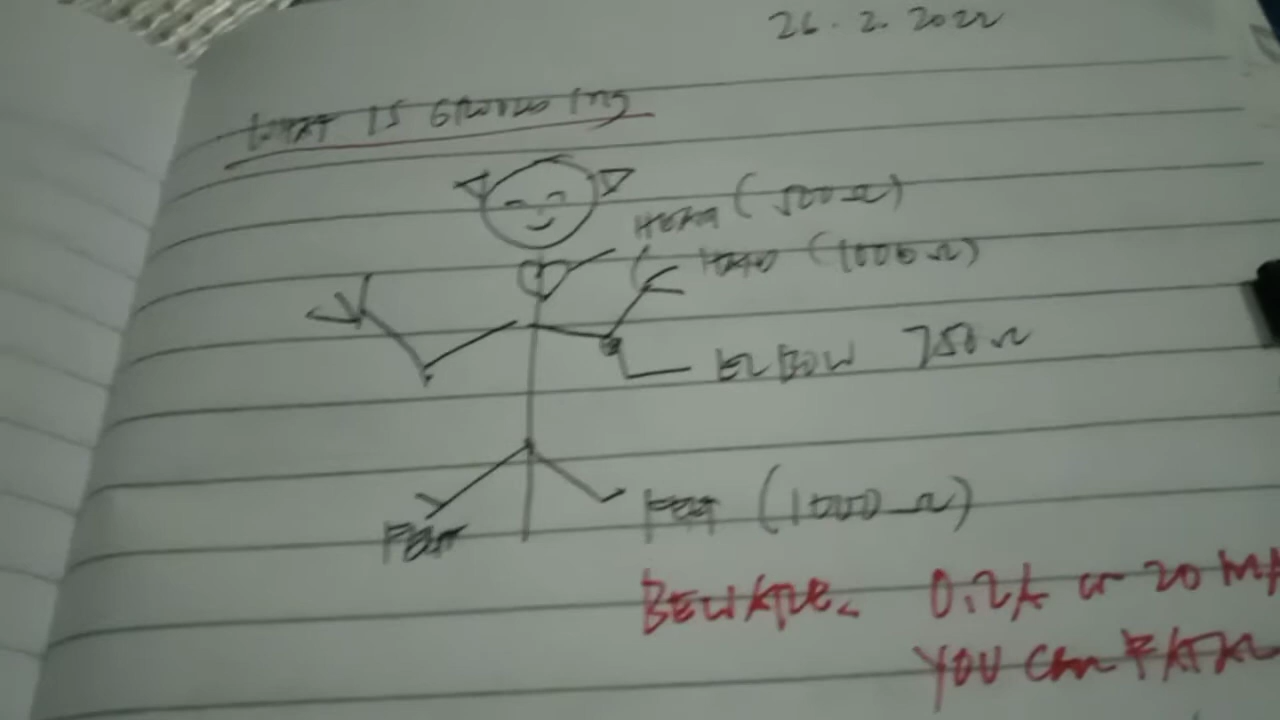 26.2.2022
WHAT IS GROUNDING
HEART (500Ω)
HAND (1000Ω)
ELBOW 750Ω
FEET (1000Ω)
FEET
BEWARE. 0.2A or 20 MA
YOU Can